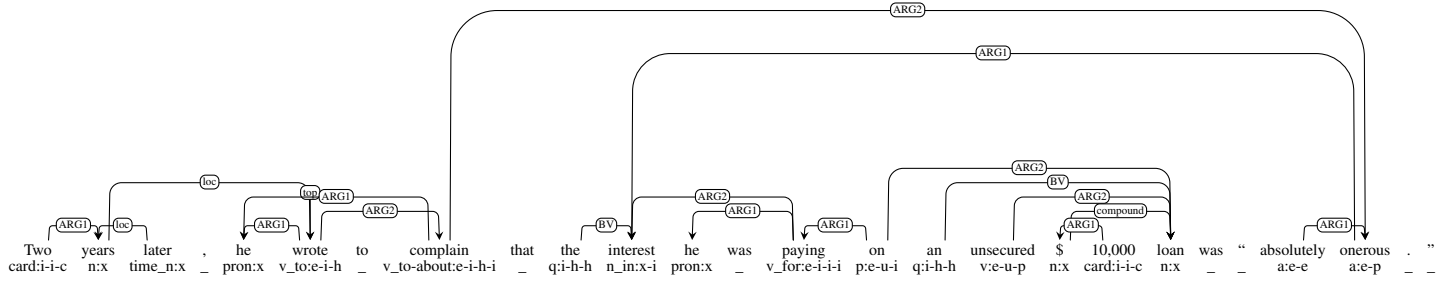 ARG2
ARG1
loc top ARG1 ARG2 BV
ARG2 ARG2 ARG1 ARG2 compound
ARG1 loc ARG1 BV ARG1 ARG1 ARG1
Two years later , he wrote to complain that the interest he was paying on an unsecured $ 10,000 loan was “ absolutely onerous . ”
card:i-i-c n:x time_n:x _ pron:x v_to:e-i-h _ v_to-about:e-i-h-i _ q:i-h-h n_in:x-i pron:x _ v_for:e-i-i-i p:e-u-i q:i-h-h v:e-u-p n:x card:i-i-c n:x _ _ a:e-e a:e-p _ _